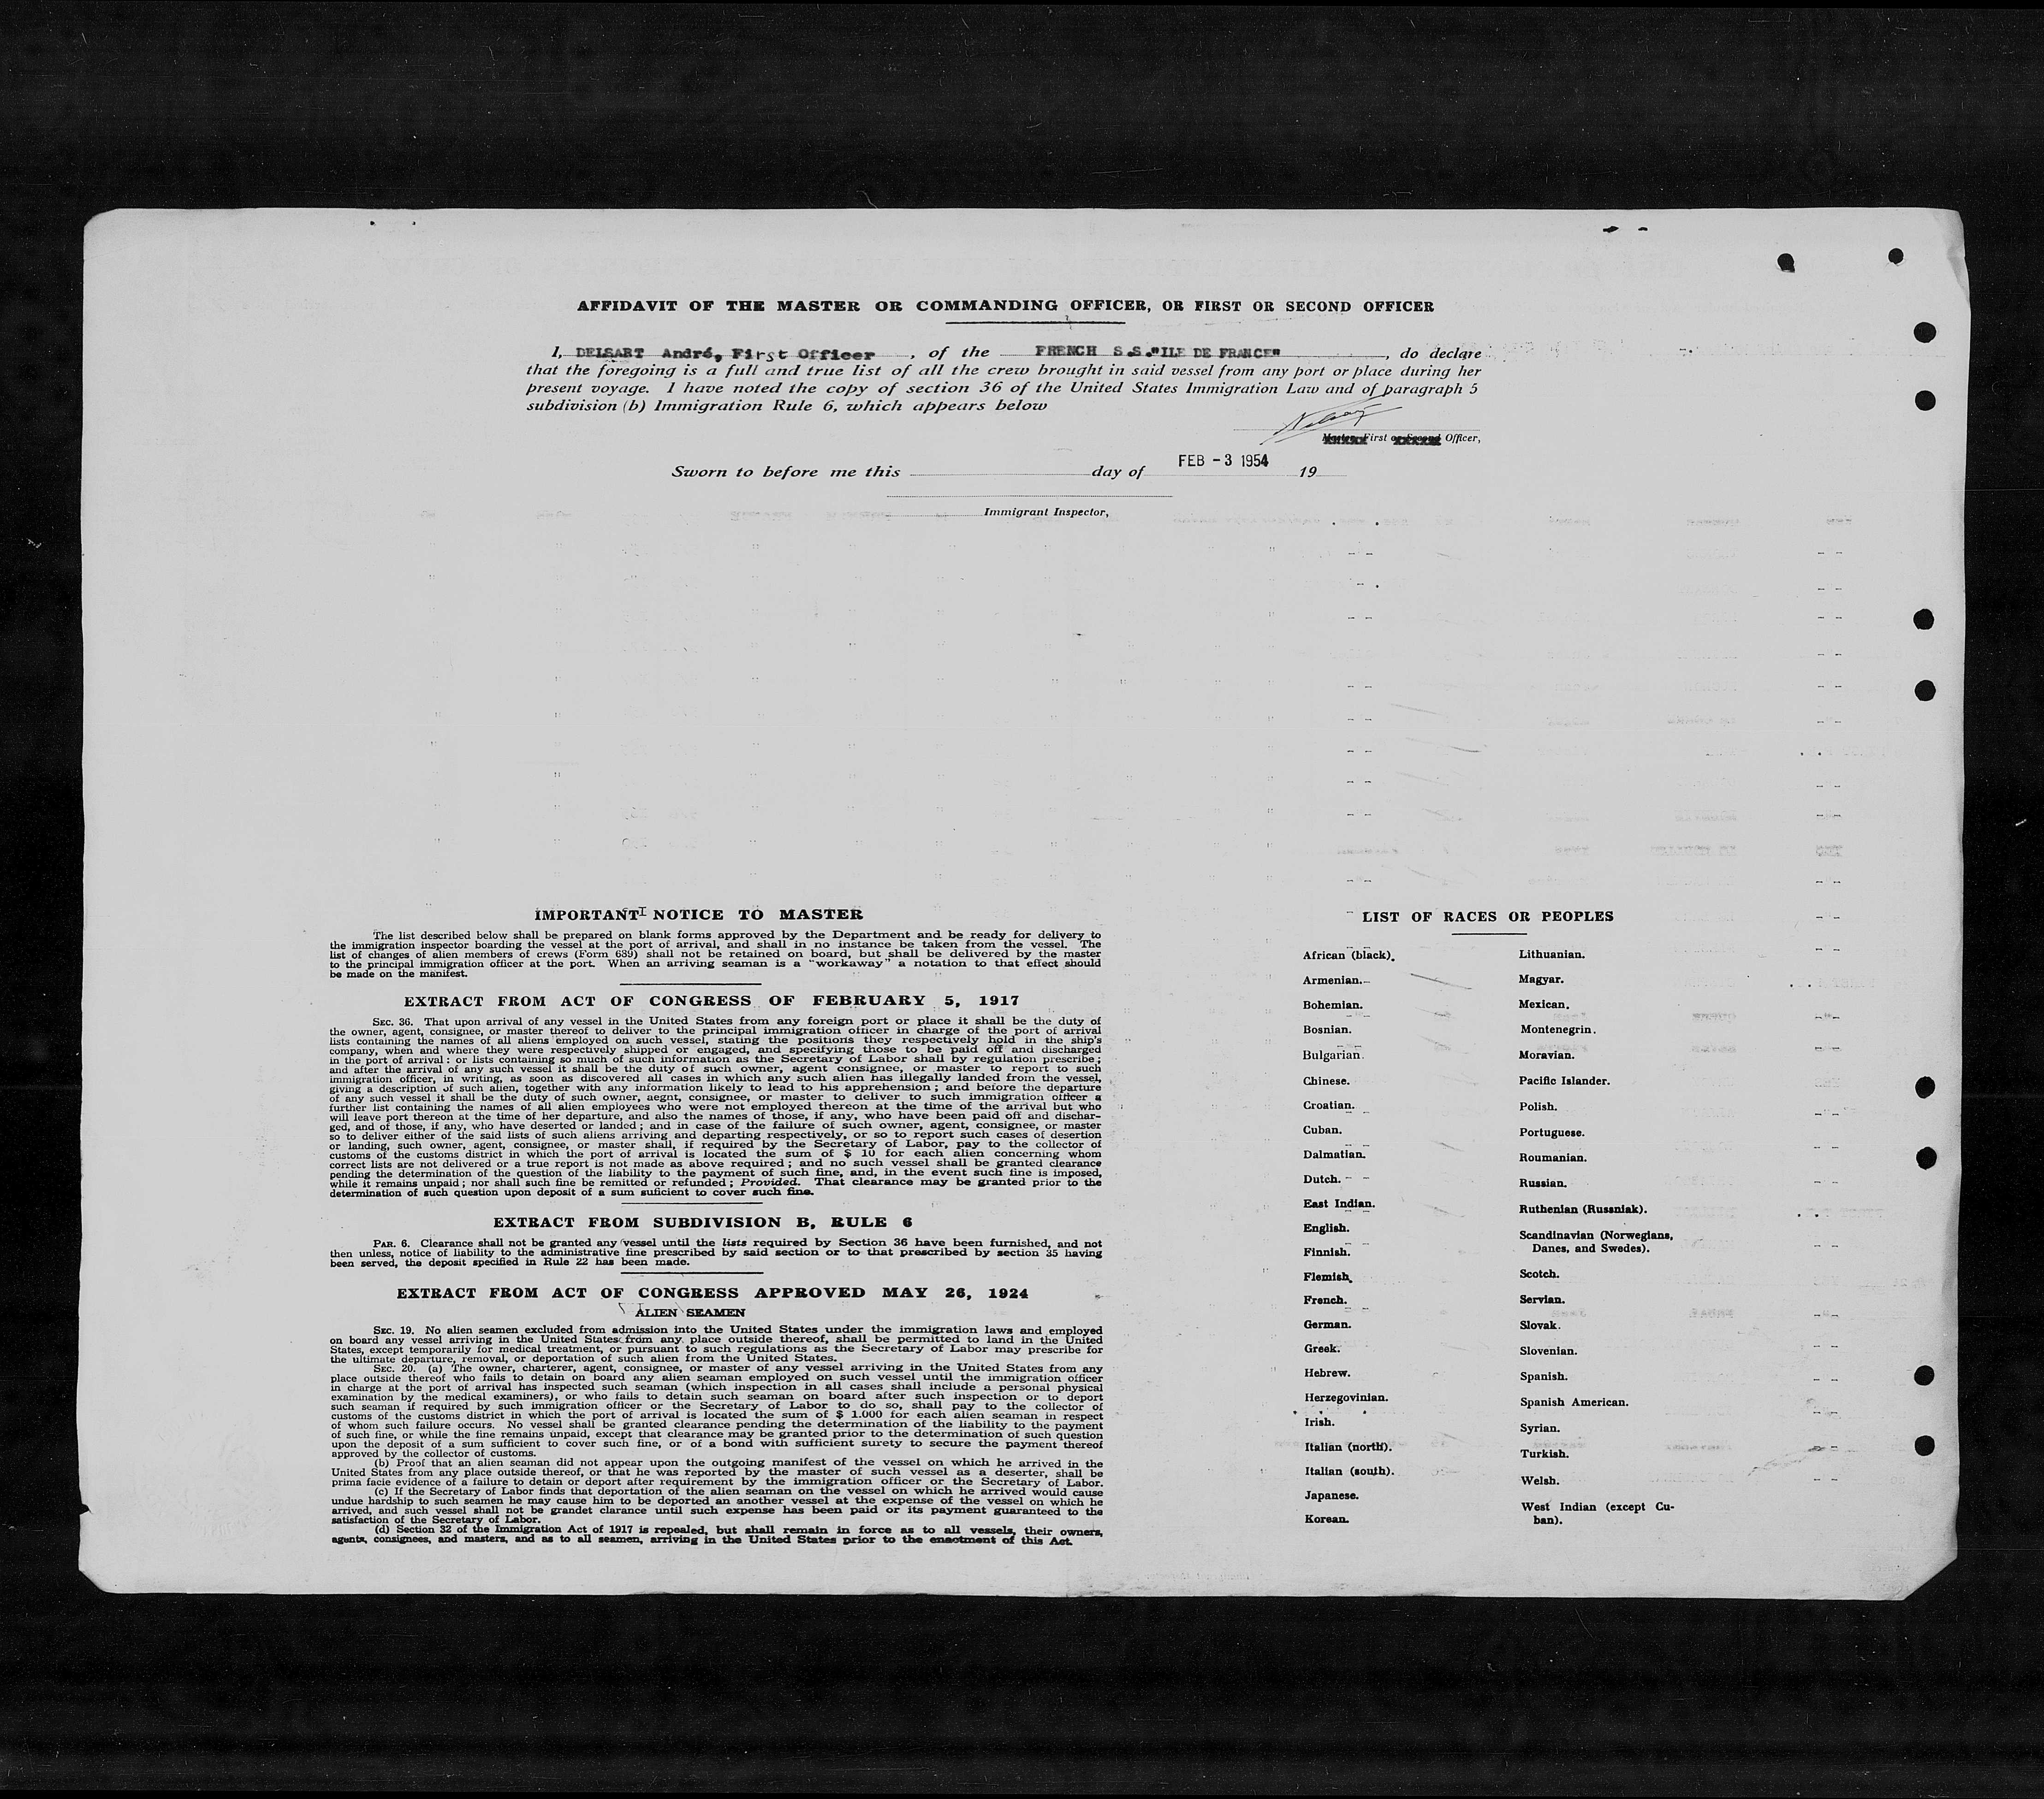 AFFIDAVIT OF THE MASTER OR COMMANDING OFFICER, OR FIRST OR SECOND OFFICER
I, DELSART André, First Officer, of the FRENCH S.S."ILE DE FRANCE", do declare
that the foregoing is a full and true list of all the crew brought in said vessel from any port or place during her
present voyage. I have noted the copy of section 36 of the United States Immigration Law and of paragraph 5
subdivision (b) Immigration Rule 6, which appears below
Master, First or Second Officer,
Sworn to before me this day of FEB - 3 1954 19
Immigrant Inspector,
IMPORTANT NOTICE TO MASTER
The list described below shall be prepared on blank forms approved by the Department and be ready for delivery to
the immigration inspector boarding the vessel at the port of arrival, and shall in no instance be taken from the vessel. The
list of changes of alien members of crews (Form 689) shall not be retained on board, but shall be delivered by the master
to the principal immigration officer at the port. When an arriving seaman is a "workaway" a notation to that effect should
be made on the manifest.
EXTRACT FROM ACT OF CONGRESS OF FEBRUARY 5, 1917
SEC. 36. That upon arrival of any vessel in the United States from any foreign port or place it shall be the duty of
the owner, agent, consignee, or master thereof to deliver to the principal immigration officer in charge of the port of arrival
lists containing the names of all aliens employed on such vessel, stating the positions they respectively hold in the ship's
company, when and where they were respectively shipped or engaged, and specifying those to be paid off and discharged
in the port of arrival: or lists containing so much of such information as the Secretary of Labor shall by regulation prescribe;
and after the arrival of any such vessel it shall be the duty of such owner, agent consignee, or master to report to such
immigration officer, in writing, as soon as discovered all cases in which any such alien has illegally landed from the vessel,
giving a description of such alien, together with any information likely to lead to his apprehension; and before the departure
of any such vessel it shall be the duty of such owner, aegnt, consignee, or master to deliver to such immigration officer a
further list containing the names of all alien employees who were not employed thereon at the time of the arrival but who
will leave port thereon at the time of her departure, and also the names of those, if any, who have been paid off and dischar-
ged, and of those, if any, who have deserted or landed; and in case of the failure of such owner, agent, consignee, or master
so to deliver either of the said lists of such aliens arriving and departing respectively, or so to report such cases of desertion
or landing, such owner, agent, consignee, or master shall, if required by the Secretary of Labor, pay to the collector of
customs of the customs district in which the port of arrival is located the sum of $ 10 for each alien concerning whom
correct lists are not delivered or a true report is not made as above required; and no such vessel shall be granted clearance
pending the determination of the question of the liability to the payment of such fine, and, in the event such fine is imposed,
while it remains unpaid; nor shall such fine be remitted or refunded; Provided. That clearance may be granted prior to the
determination of such question upon deposit of a sum suficient to cover such fine.
EXTRACT FROM SUBDIVISION B, RULE 6
PAR. 6. Clearance shall not be granted any vessel until the lists required by Section 36 have been furnished, and not
then unless, notice of liability to the administrative fine prescribed by said section or to that prescribed by section 35 having
been served, the deposit specified in Rule 22 has been made.
EXTRACT FROM ACT OF CONGRESS APPROVED MAY 26, 1924
ALIEN SEAMEN
SEC. 19. No alien seamen excluded from admission into the United States under the immigration laws and employed
on board any vessel arriving in the United States from any place outside thereof, shall be permitted to land in the United
States, except temporarily for medical treatment, or pursuant to such regulations as the Secretary of Labor may prescribe for
the ultimate departure, removal, or deportation of such alien from the United States.
SEC. 20. (a) The owner, charterer, agent, consignee, or master of any vessel arriving in the United States from any
place outside thereof who fails to detain on board any alien seaman employed on such vessel until the immigration officer
in charge at the port of arrival has inspected such seaman (which inspection in all cases shall include a personal physical
examination by the medical examiners), or who fails to detain such seaman on board after such inspection or to deport
such seaman if required by such immigration officer or the Secretary of Labor to do so, shall pay to the collector of
customs of the customs district in which the port of arrival is located the sum of $ 1.000 for each alien seaman in respect
of whom such failure occurs. No vessel shall be granted clearance pending the determination of the liability to the payment
of such fine, or while the fine remains unpaid, except that clearance may be granted prior to the determination of such question
upon the deposit of a sum sufficient to cover such fine, or of a bond with sufficient surety to secure the payment thereof
approved by the collector of customs.
(b) Proof that an alien seaman did not appear upon the outgoing manifest of the vessel on which he arrived in the
United States from any place outside thereof, or that he was reported by the master of such vessel as a deserter, shall be
prima facie evidence of a failure to detain or deport after requirement by the immigration officer or the Secretary of Labor.
(c) If the Secretary of Labor finds that deportation of the alien seaman on the vessel on which he arrived would cause
undue hardship to such seamen he may cause him to be deported an another vessel at the expense of the vessel on which he
arrived, and such vessel shall not be grandet clarance until such expense has been paid or its payment guaranteed to the
satisfaction of the Secretary of Labor.
(d) Section 32 of the Immigration Act of 1917 is repealed, but shall remain in force as to all vessels, their owners,
agents, consignees, and masters, and as to all seamen, arriving in the United States prior to the enactment of this Act.
LIST OF RACES OR PEOPLES
African (black).
Armenian.
Bohemian.
Bosnian.
Bulgarian.
Chinese.
Croatian.
Cuban.
Dalmatian.
Dutch.
East Indian.
English.
Finnish.
Flemish.
French.
German.
Greek.
Hebrew.
Herzegovinian.
Irish.
Italian (north).
Italian (south).
Japanese.
Korean.
Lithuanian.
Magyar.
Mexican.
Montenegrin.
Moravian.
Pacific Islander.
Polish.
Portuguese.
Roumanian.
Russian.
Ruthenian (Russniak).
Scandinavian (Norwegians,
Danes, and Swedes).
Scotch.
Servian.
Slovak.
Slovenian.
Spanish.
Spanish American.
Syrian.
Turkish.
Welsh.
West Indian (except Cu-
ban).